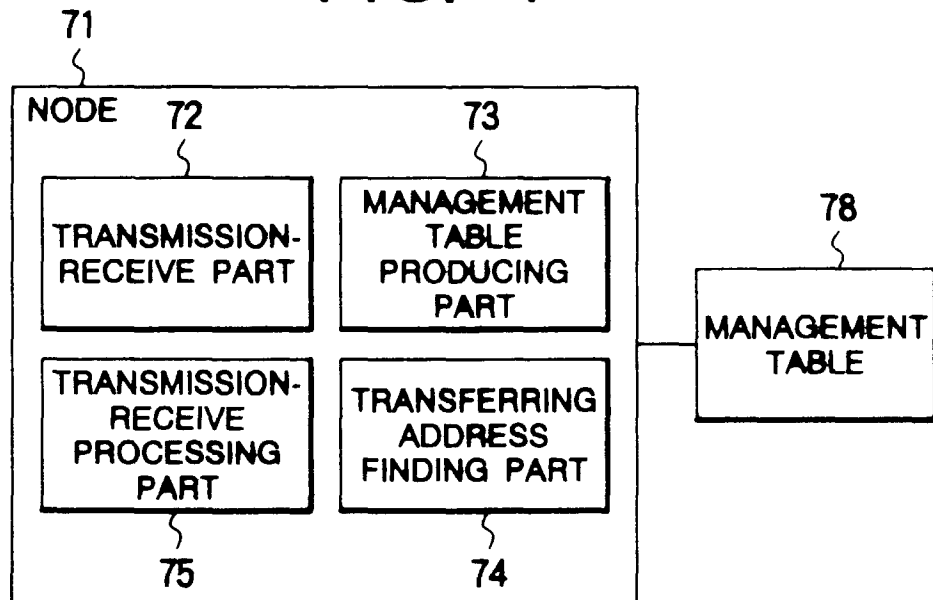 71
NODE
72
73
TRANSMISSION-
RECEIVE PART
MANAGEMENT
TABLE
PRODUCING
PART
78
MANAGEMENT
TABLE
TRANSMISSION-
RECEIVE
PROCESSING
PART
TRANSFERRING
ADDRESS
FINDING PART
75
74